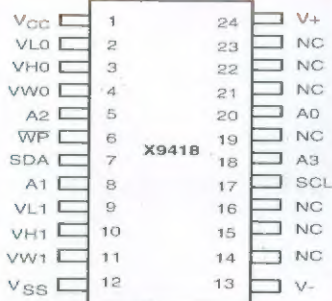 VCC 1 24 V+
VL0 2 23 NC
VH0 3 22 NC
VW0 4 21 NC
A2 5 20 A0
WP 6 19 NC
X9418
SDA 7 18 A3
A1 8 17 SCL
VL1 9 16 NC
VH1 10 15 NC
VW1 11 14 NC
VSS 12 13 V-